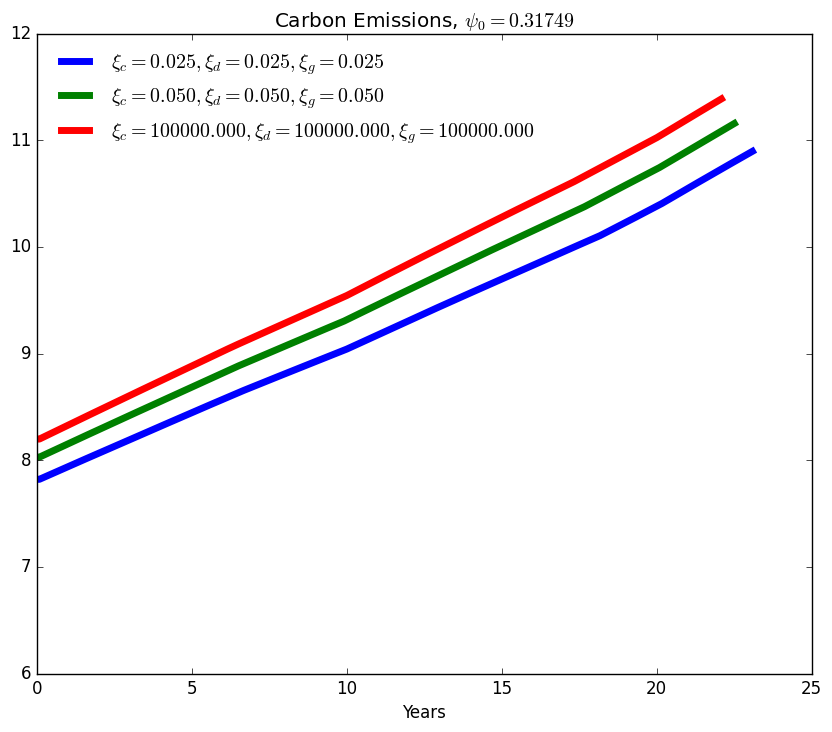 Carbon Emissions, ψ₀ = 0.31749
12
ξ_c = 0.025, ξ_d = 0.025, ξ_g = 0.025
ξ_c = 0.050, ξ_d = 0.050, ξ_g = 0.050
ξ_c = 100000.000, ξ_d = 100000.000, ξ_g = 100000.000
11
10
9
8
7
6
0 5 10 15 20 25
Years